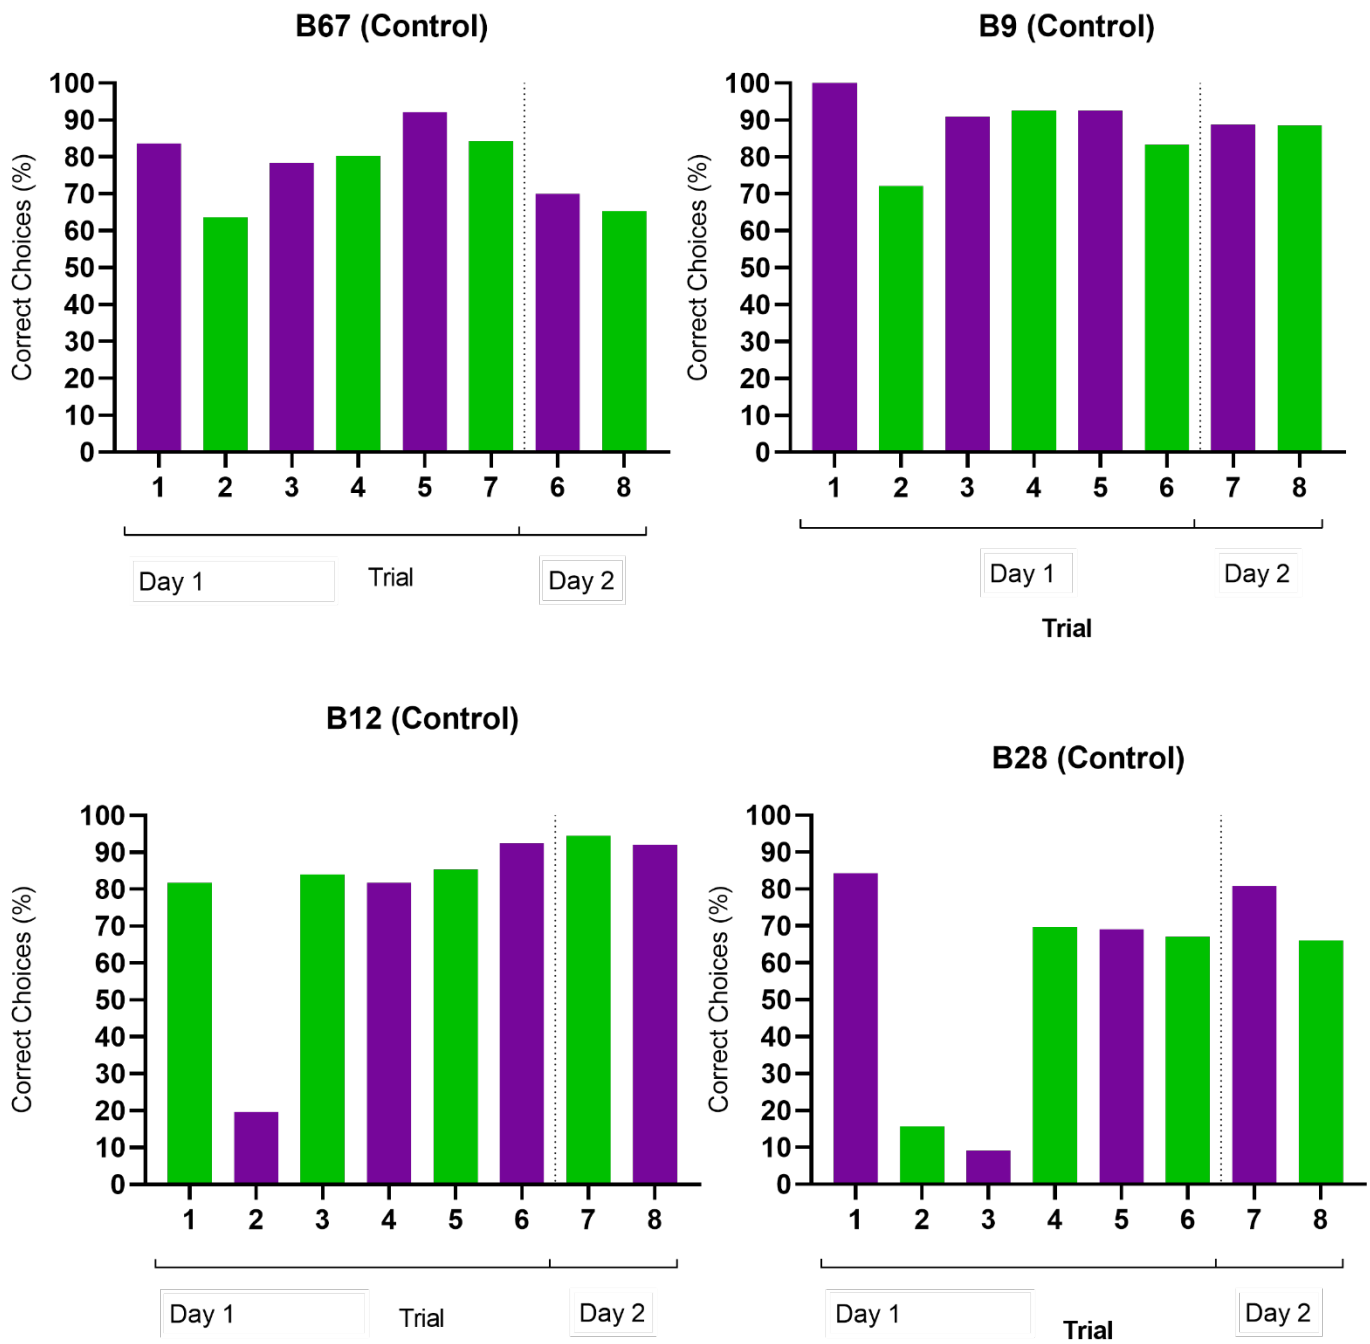 B67 (Control)
Correct Choices (%)
100
90
80
70
60
50
40
30
20
10
0
1 2 3 4 5 7 6 8
Day 1 Trial Day 2
B9 (Control)
Correct Choices (%)
100
90
80
70
60
50
40
30
20
10
0
1 2 3 4 5 6 7 8
Day 1 Day 2
Trial
B12 (Control)
Correct Choices (%)
100
90
80
70
60
50
40
30
20
10
0
1 2 3 4 5 6 7 8
Day 1 Trial Day 2
B28 (Control)
Correct Choices (%)
100
90
80
70
60
50
40
30
20
10
0
1 2 3 4 5 6 7 8
Day 1 Day 2
Trial